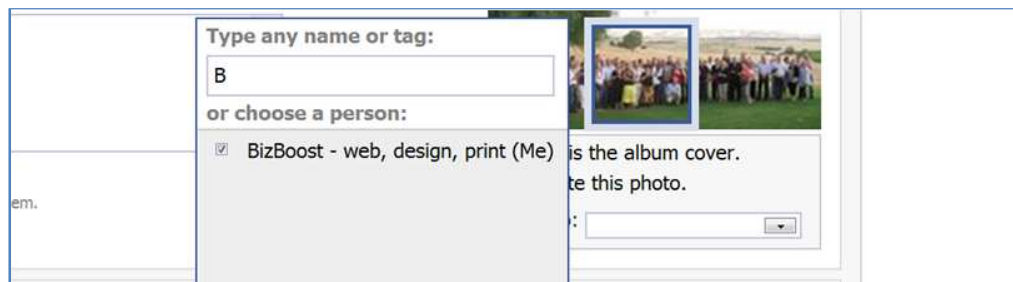 Type any name or tag:
B
or choose a person:
BizBoost - web, design, print (Me)
is the album cover.
te this photo.
:
em.